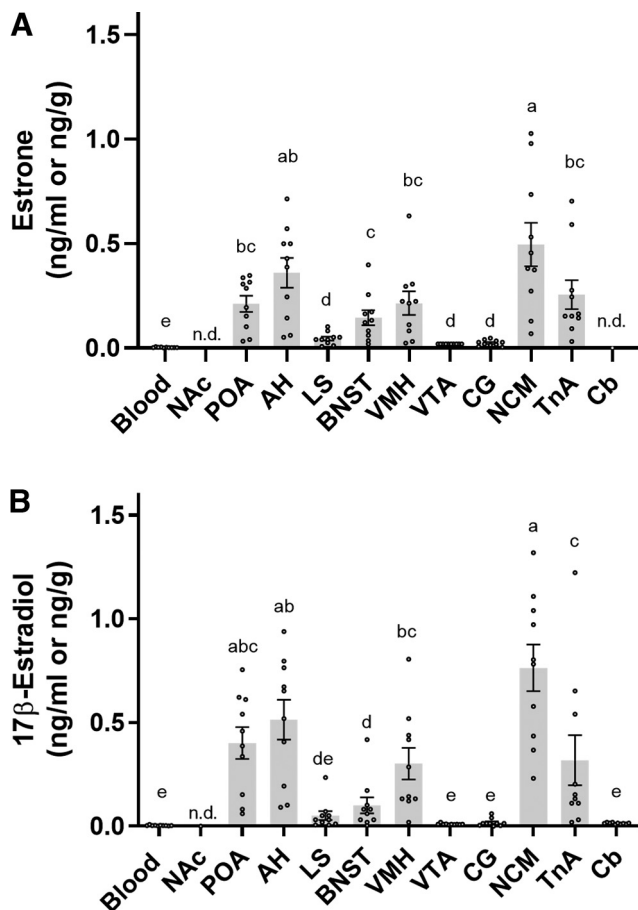 A
Estrone
(ng/ml or ng/g)
1.5
1.0
0.5
0.0
e
n.d.
bc
ab
d
c
bc
d
d
a
bc
n.d.
Blood
NAc
POA
AH
LS
BNST
VMH
VTA
CG
NCM
TnA
Cb
B
17β-Estradiol
(ng/ml or ng/g)
1.5
1.0
0.5
0.0
e
n.d.
abc
ab
de
d
bc
e
e
a
c
e
Blood
NAc
POA
AH
LS
BNST
VMH
VTA
CG
NCM
TnA
Cb